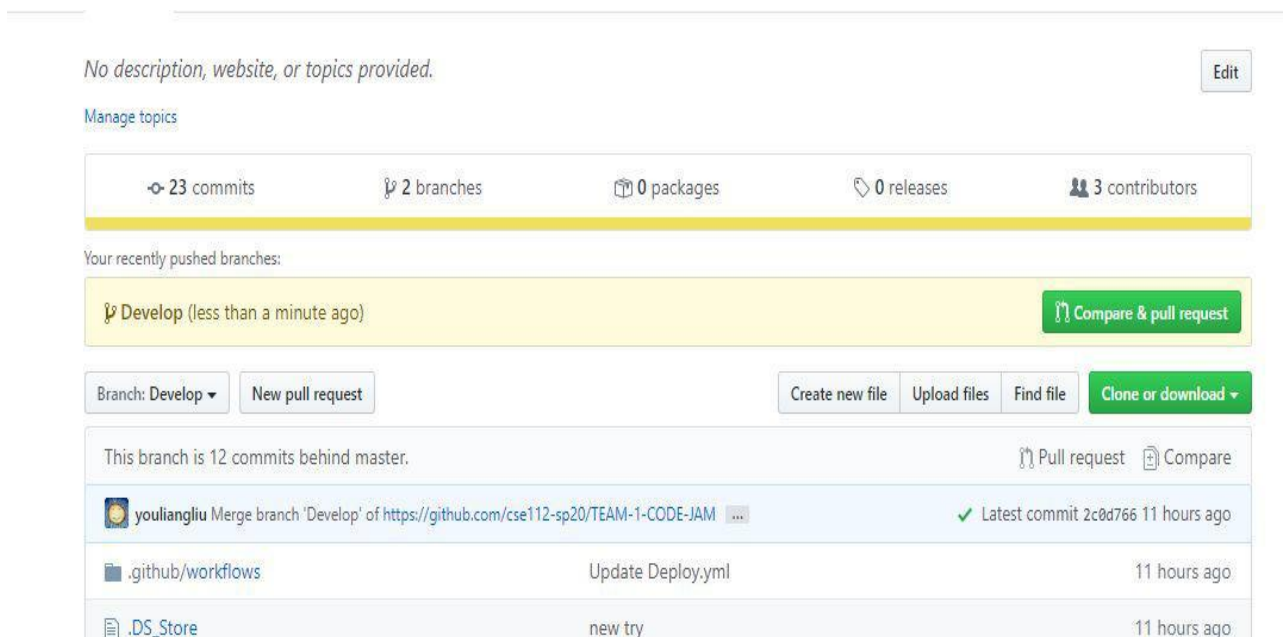 No description, website, or topics provided.
Edit
Manage topics
23 commits
2 branches
0 packages
0 releases
3 contributors
Your recently pushed branches:
Develop (less than a minute ago)
Compare & pull request
Branch: Develop
New pull request
Create new file
Upload files
Find file
Clone or download
This branch is 12 commits behind master.
Pull request
Compare
youliangliu Merge branch 'Develop' of https://github.com/cse112-sp20/TEAM-1-CODE-JAM ...
Latest commit 2c0d766 11 hours ago
.github/workflows
Update Deploy.yml
11 hours ago
.DS_Store
new try
11 hours ago